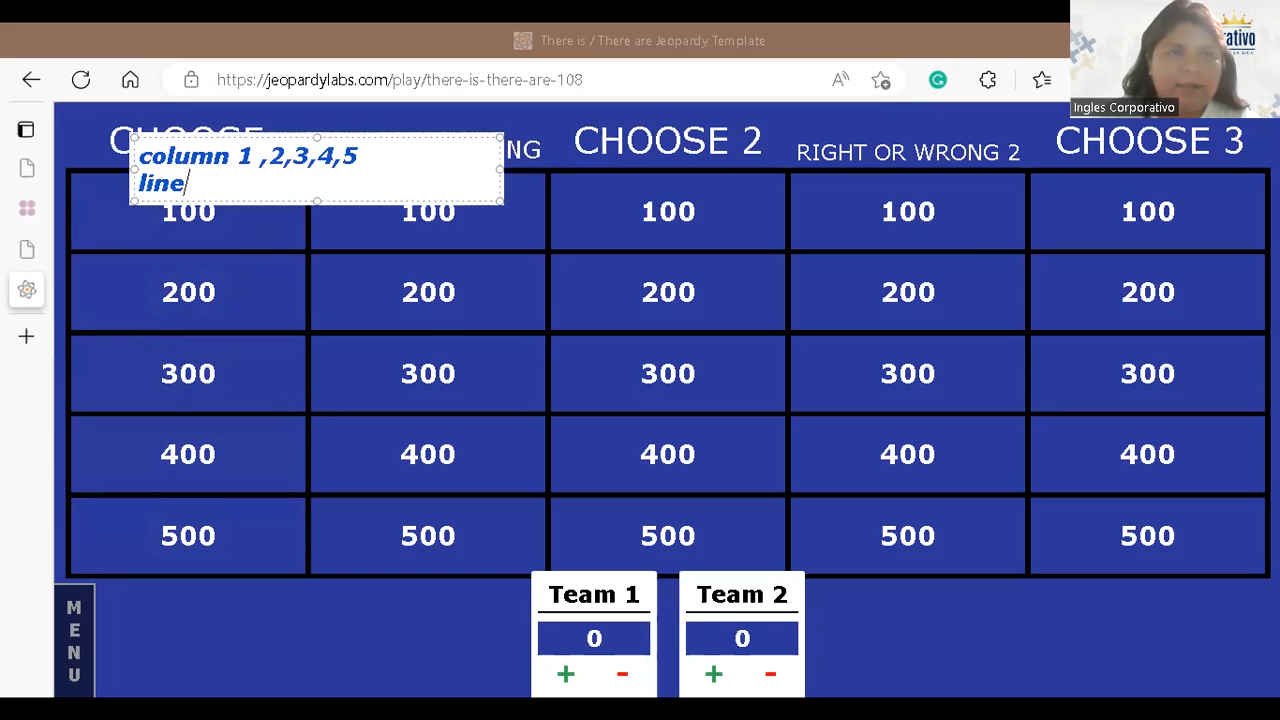 There is / There are Jeopardy Template
https://jeopardylabs.com/play/there-is-there-are-108
ativo
Ingles Corporativo
column 1 ,2,3,4,5
line
NG
CHOOSE 2
RIGHT OR WRONG 2
CHOOSE 3
100 100 100 100 100
200 200 200 200 200
300 300 300 300 300
400 400 400 400 400
500 500 500 500 500
MENU
Team 1 Team 2
0 0
+ - + -